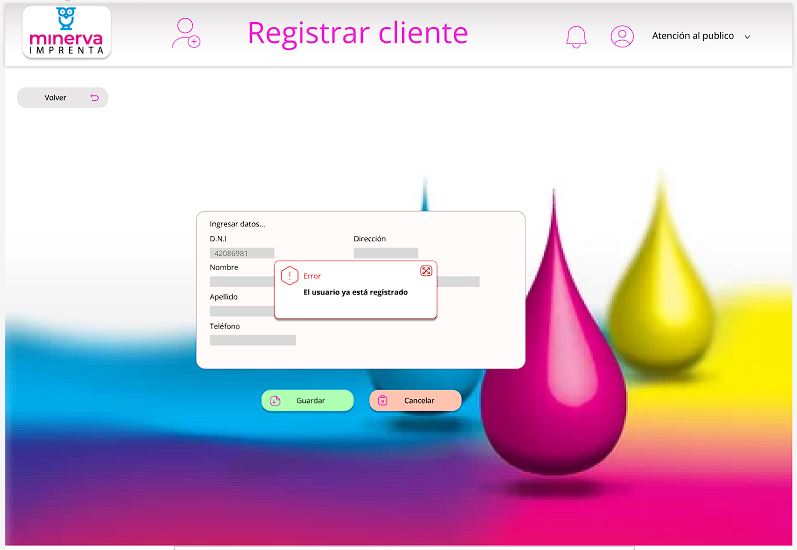 minerva
IMPRENTA
Registrar cliente
Atención al publico
Volver
Ingresar datos...
D.N.I
Dirección
42086981
Nombre
Error
El usuario ya está registrado
Apellido
Teléfono
Guardar
Cancelar